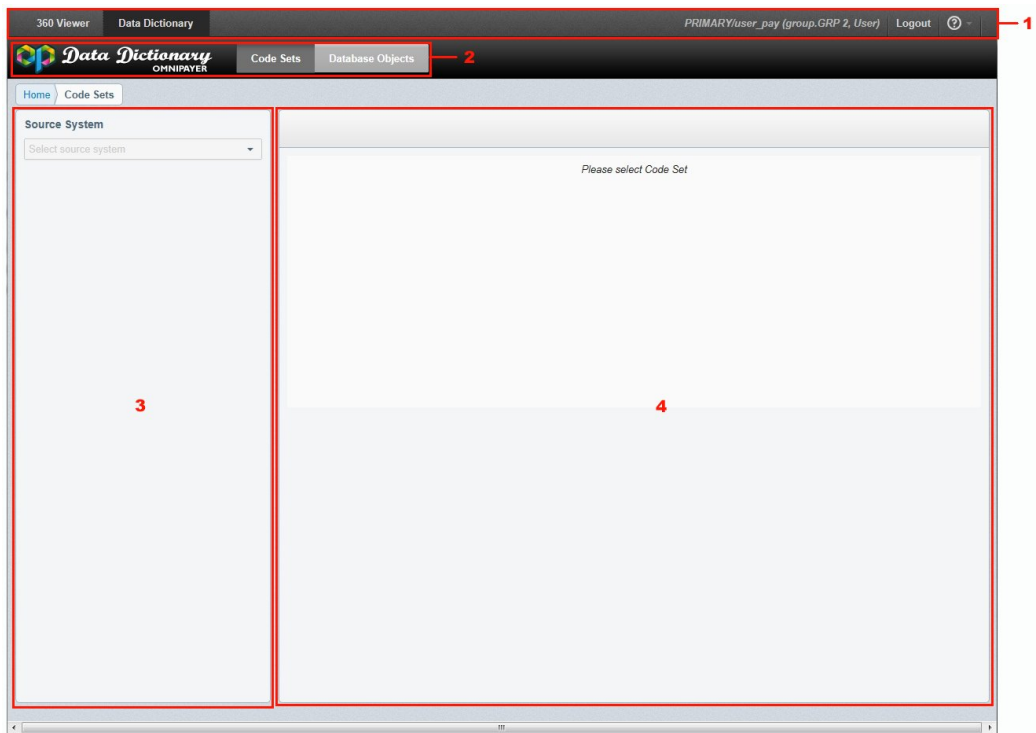 360 Viewer Data Dictionary PRIMARY/user_pay (group.GRP 2, User) Logout ? 1
Data Dictionary Code Sets Database Objects 2
OMNIPAYER
Home Code Sets
Source System
Select source system
Please select Code Set
3 4